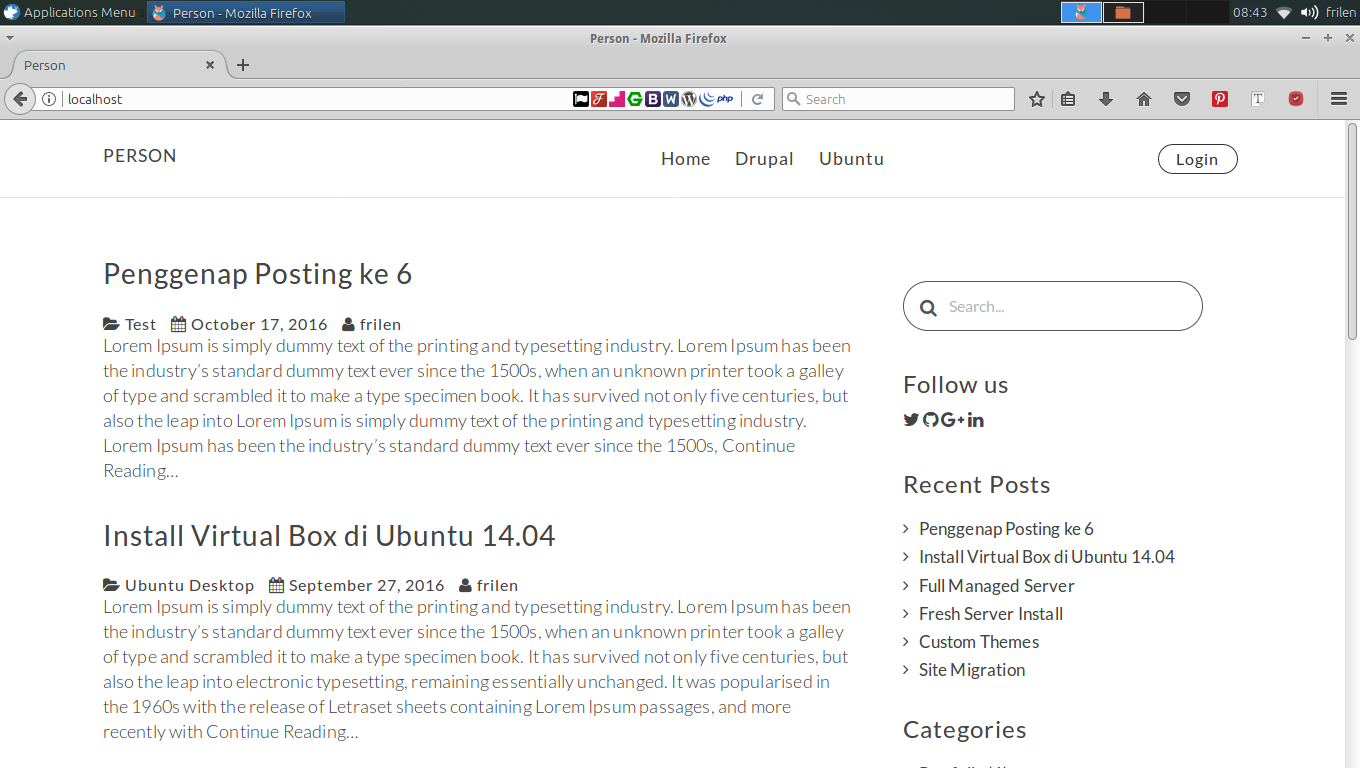 Applications Menu
Person - Mozilla Firefox
08:43
frilen
Person - Mozilla Firefox
Person
localhost
php
Search
PERSON
Home
Drupal
Ubuntu
Login
Penggenap Posting ke 6
Test October 17, 2016 frilen
Lorem Ipsum is simply dummy text of the printing and typesetting industry. Lorem Ipsum has been
the industry’s standard dummy text ever since the 1500s, when an unknown printer took a galley
of type and scrambled it to make a type specimen book. It has survived not only five centuries, but
also the leap into Lorem Ipsum is simply dummy text of the printing and typesetting industry.
Lorem Ipsum has been the industry’s standard dummy text ever since the 1500s, Continue
Reading…
Install Virtual Box di Ubuntu 14.04
Ubuntu Desktop September 27, 2016 frilen
Lorem Ipsum is simply dummy text of the printing and typesetting industry. Lorem Ipsum has been
the industry’s standard dummy text ever since the 1500s, when an unknown printer took a galley
of type and scrambled it to make a type specimen book. It has survived not only five centuries, but
also the leap into electronic typesetting, remaining essentially unchanged. It was popularised in
the 1960s with the release of Letraset sheets containing Lorem Ipsum passages, and more
recently with Continue Reading…
Search...
Follow us
Recent Posts
Penggenap Posting ke 6
Install Virtual Box di Ubuntu 14.04
Full Managed Server
Fresh Server Install
Custom Themes
Site Migration
Categories